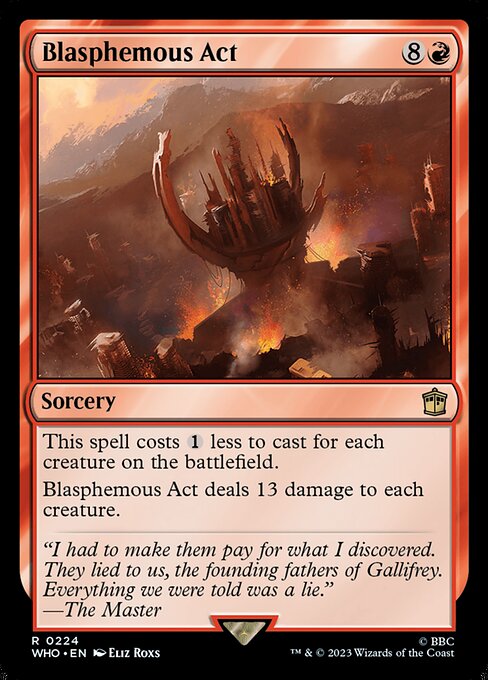 Blasphemous Act 8
Sorcery
This spell costs 1 less to cast for each
creature on the battlefield.
Blasphemous Act deals 13 damage to each
creature.
“I had to make them pay for what I discovered.
They lied to us, the founding fathers of Gallifrey.
Everything we were told was a lie.”
—The Master
R 0224
WHO • EN Eliz Roxs
© BBC
™ & © 2023 Wizards of the Coast